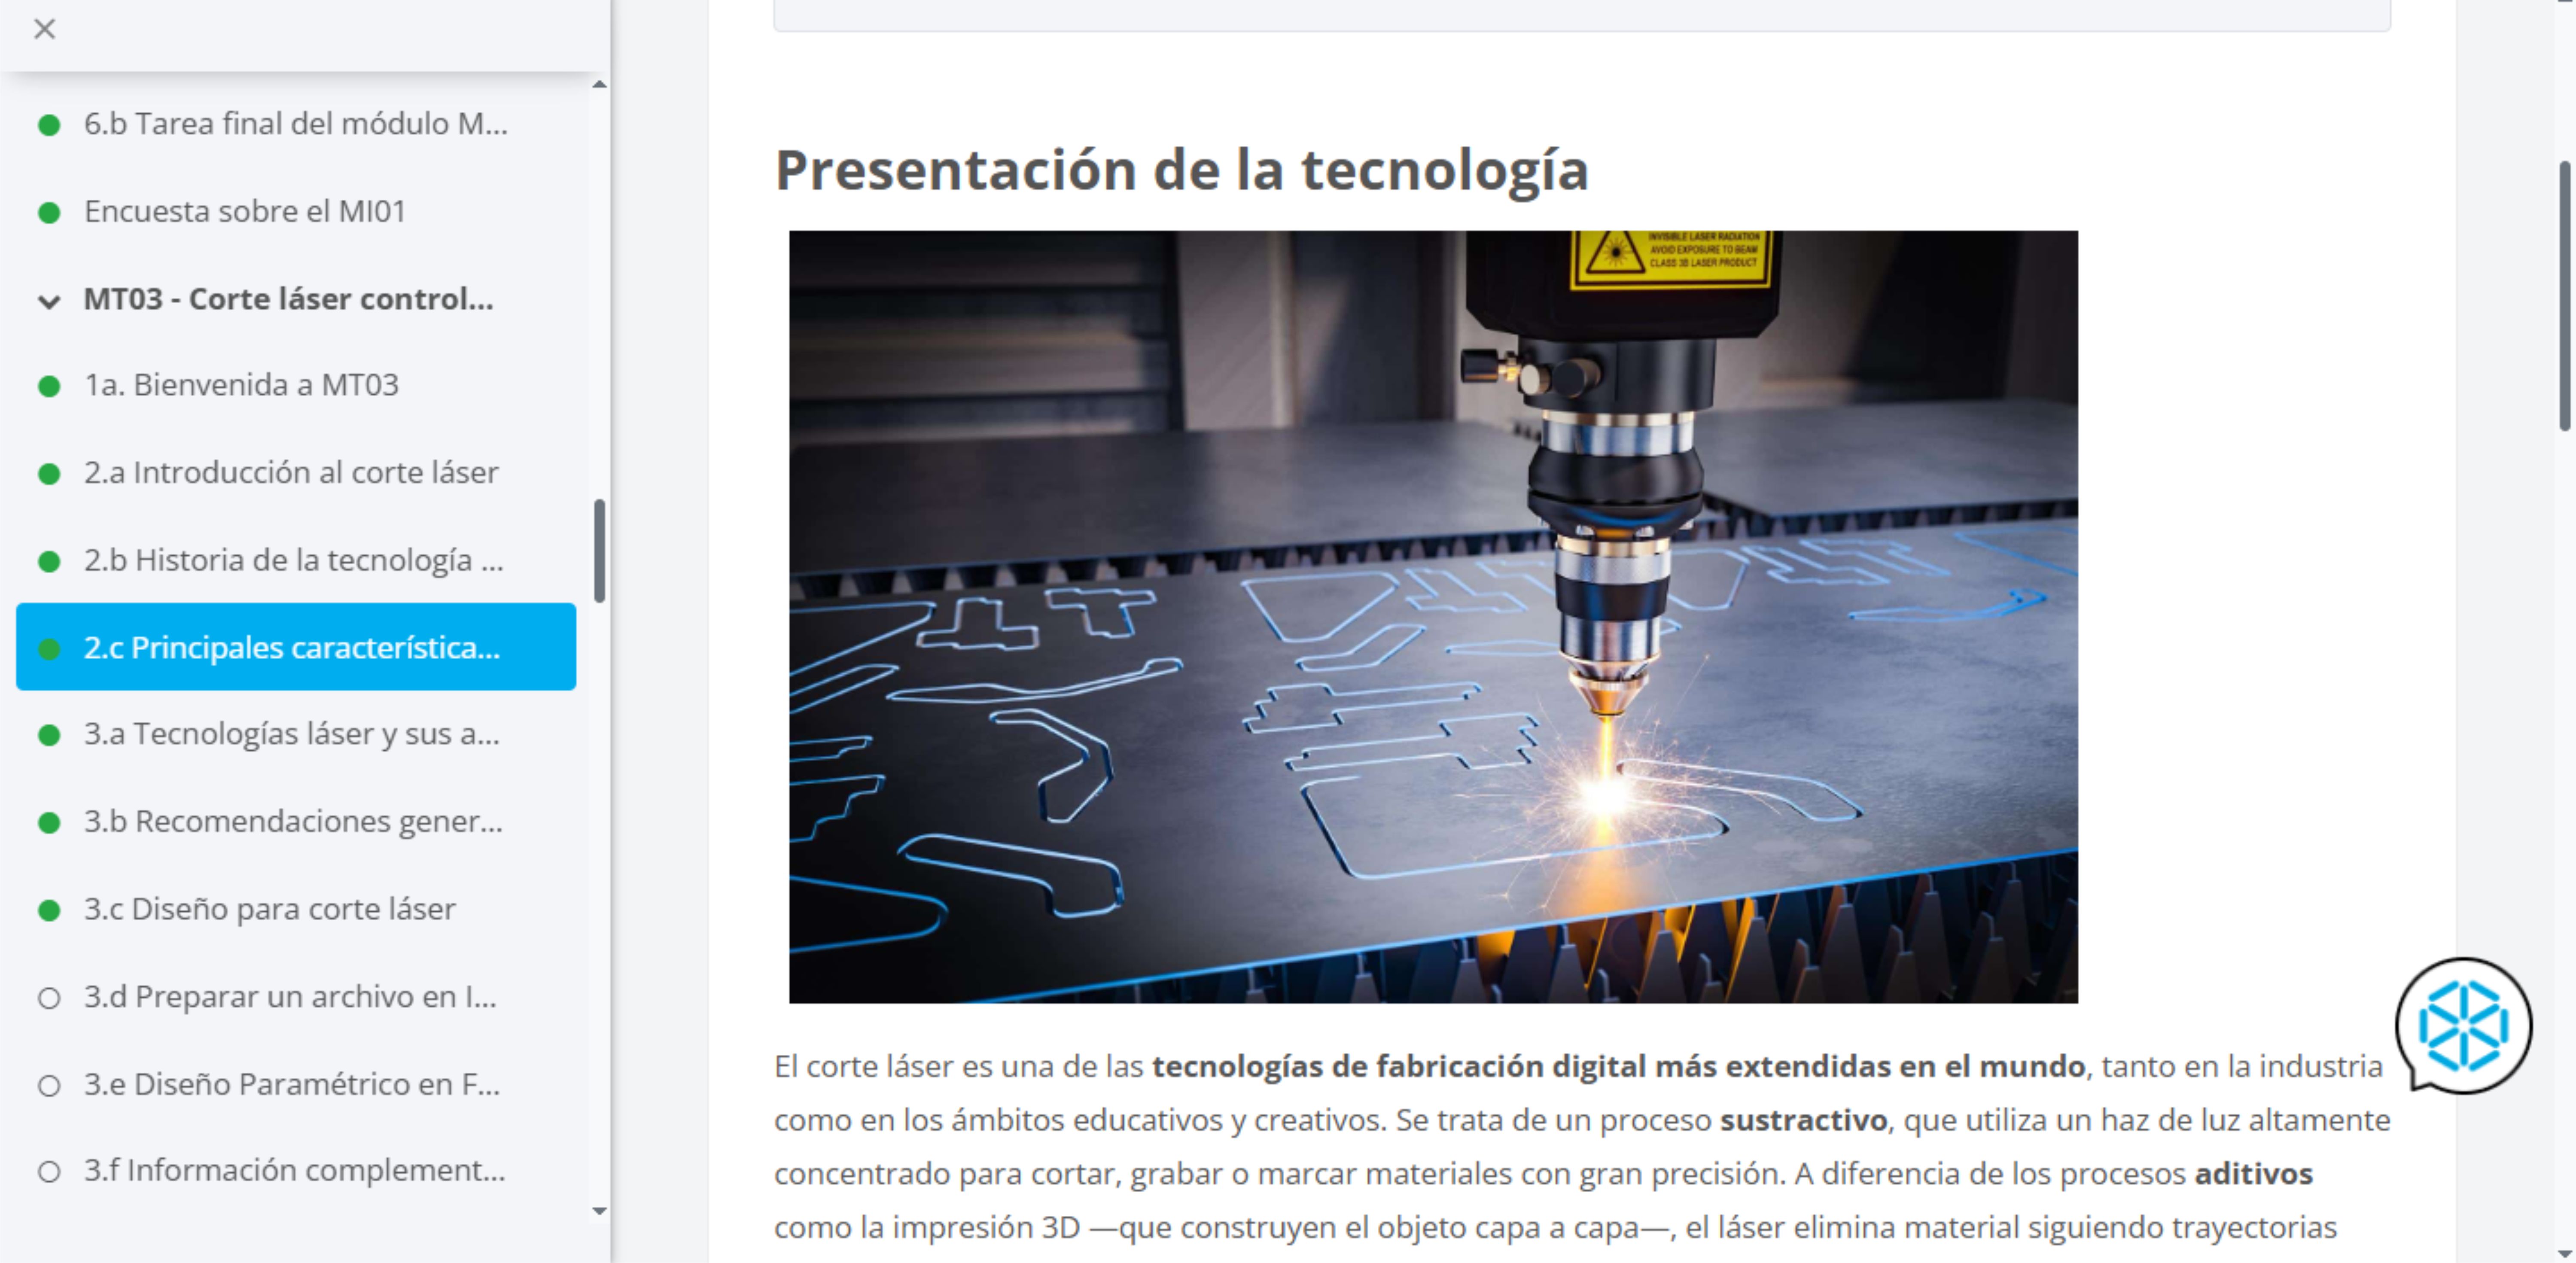 6.b Tarea final del módulo M...
Encuesta sobre el MI01
MT03 - Corte láser control...
1a. Bienvenida a MT03
2.a Introducción al corte láser
2.b Historia de la tecnología ...
2.c Principales característica...
3.a Tecnologías láser y sus a...
3.b Recomendaciones gener...
3.c Diseño para corte láser
3.d Preparar un archivo en I...
3.e Diseño Paramétrico en F...
3.f Información complement...
Presentación de la tecnología
INVISIBLE LASER RADIATION
AVOID EXPOSURE TO BEAM
CLASS 3B LASER PRODUCT
El corte láser es una de las tecnologías de fabricación digital más extendidas en el mundo, tanto en la industria
como en los ámbitos educativos y creativos. Se trata de un proceso sustractivo, que utiliza un haz de luz altamente
concentrado para cortar, grabar o marcar materiales con gran precisión. A diferencia de los procesos aditivos
como la impresión 3D —que construyen el objeto capa a capa—, el láser elimina material siguiendo trayectorias